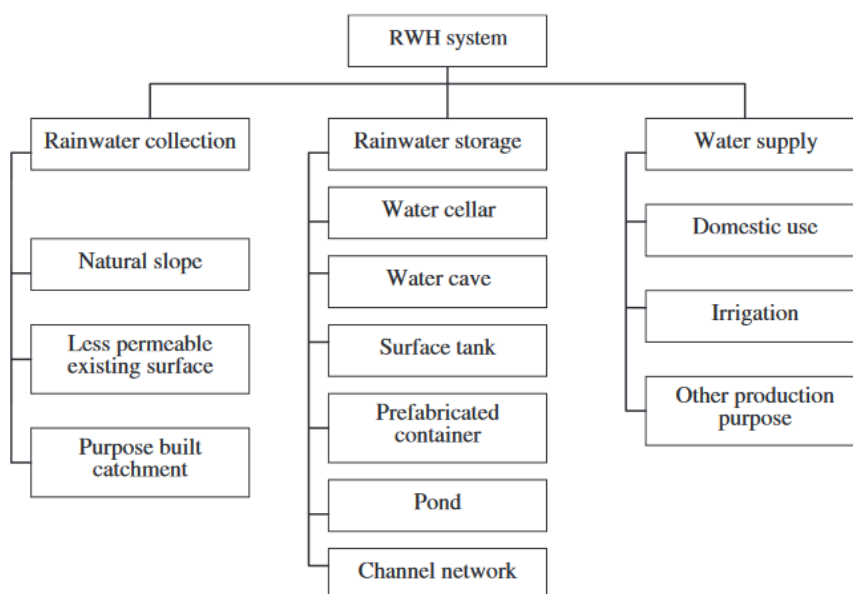 RWH system
Rainwater collection
Natural slope
Less permeable
existing surface
Purpose built
catchment
Rainwater storage
Water cellar
Water cave
Surface tank
Prefabricated
container
Pond
Channel network
Water supply
Domestic use
Irrigation
Other production
purpose